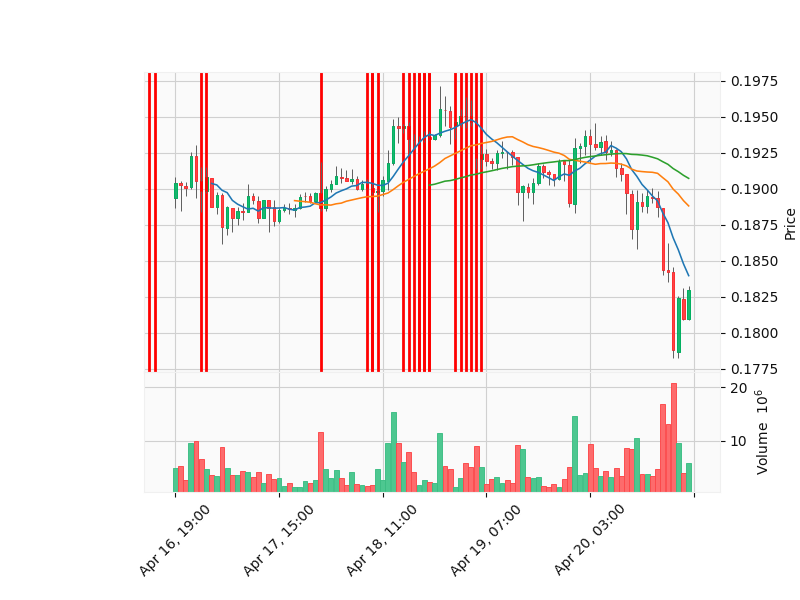 0.1975
0.1950
0.1925
0.1900
0.1875
0.1850
0.1825
0.1800
0.1775
Price
20
10
Volume 10^6
Apr 16, 19:00
Apr 17, 15:00
Apr 18, 11:00
Apr 19, 07:00
Apr 20, 03:00